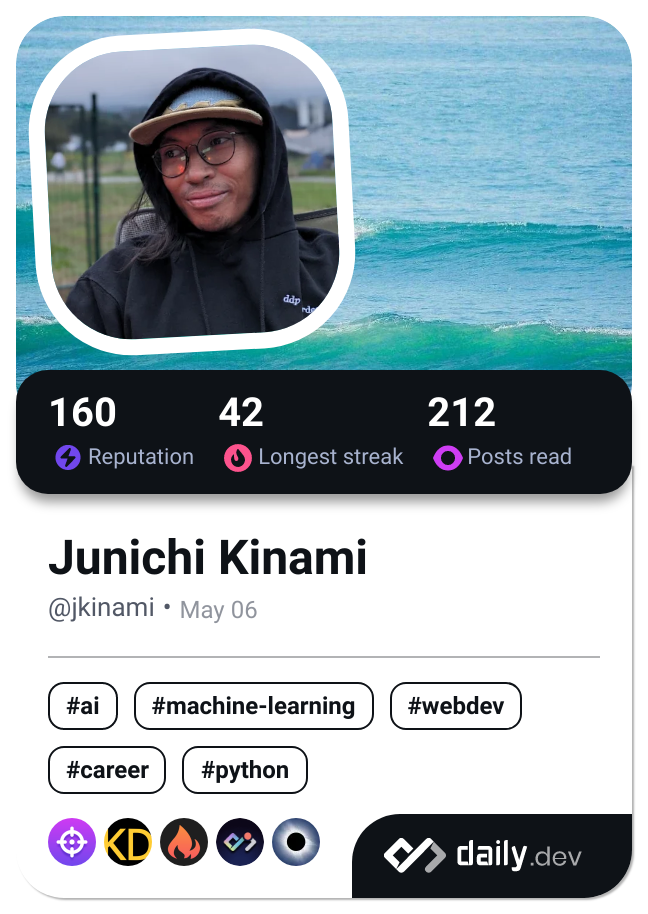 ddp
160 42 212
Reputation Longest streak Posts read
Junichi Kinami
@jkinami • May 06
#ai #machine-learning #webdev
#career #python
KD
daily.dev